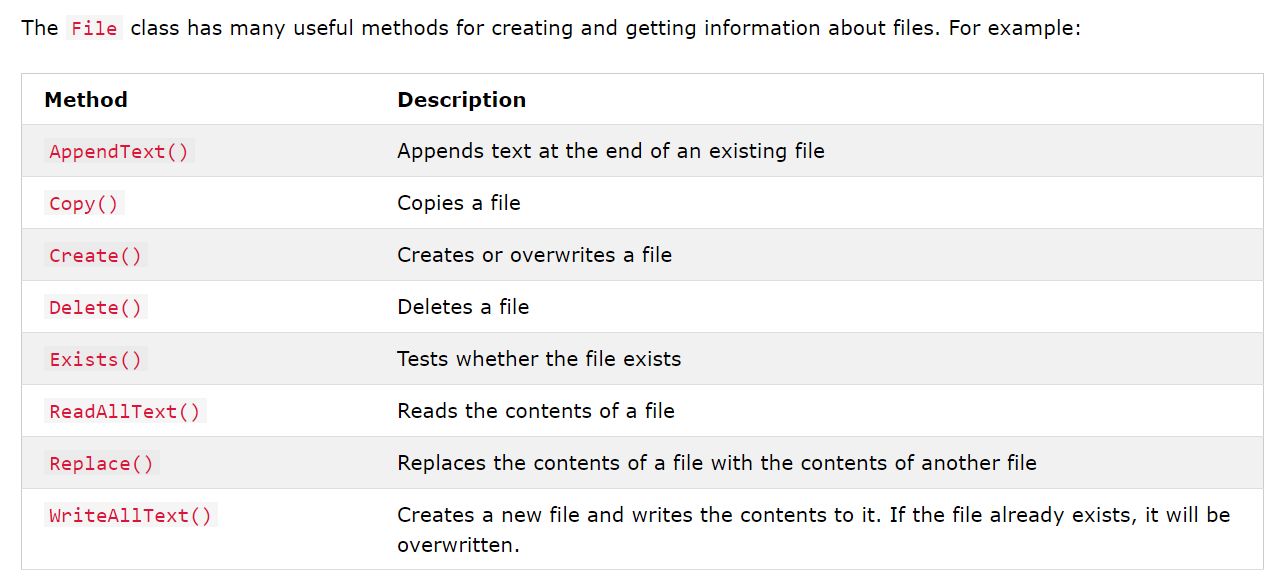 The File class has many useful methods for creating and getting information about files. For example:
Method Description
AppendText() Appends text at the end of an existing file
Copy() Copies a file
Create() Creates or overwrites a file
Delete() Deletes a file
Exists() Tests whether the file exists
ReadAllText() Reads the contents of a file
Replace() Replaces the contents of a file with the contents of another file
WriteAllText() Creates a new file and writes the contents to it. If the file already exists, it will be
overwritten.